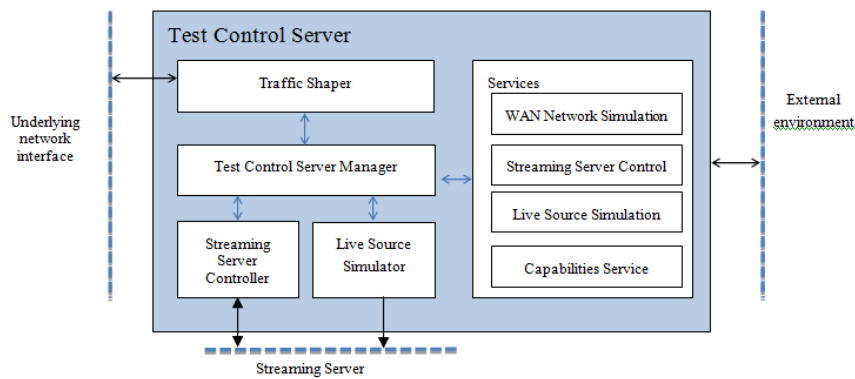 Test Control Server
Traffic Shaper
Underlying
network
interface
Test Control Server Manager
Streaming
Server
Controller
Live Source
Simulator
Services
WAN Network Simulation
Streaming Server Control
Live Source Simulation
Capabilities Service
External
environment
Streaming Server